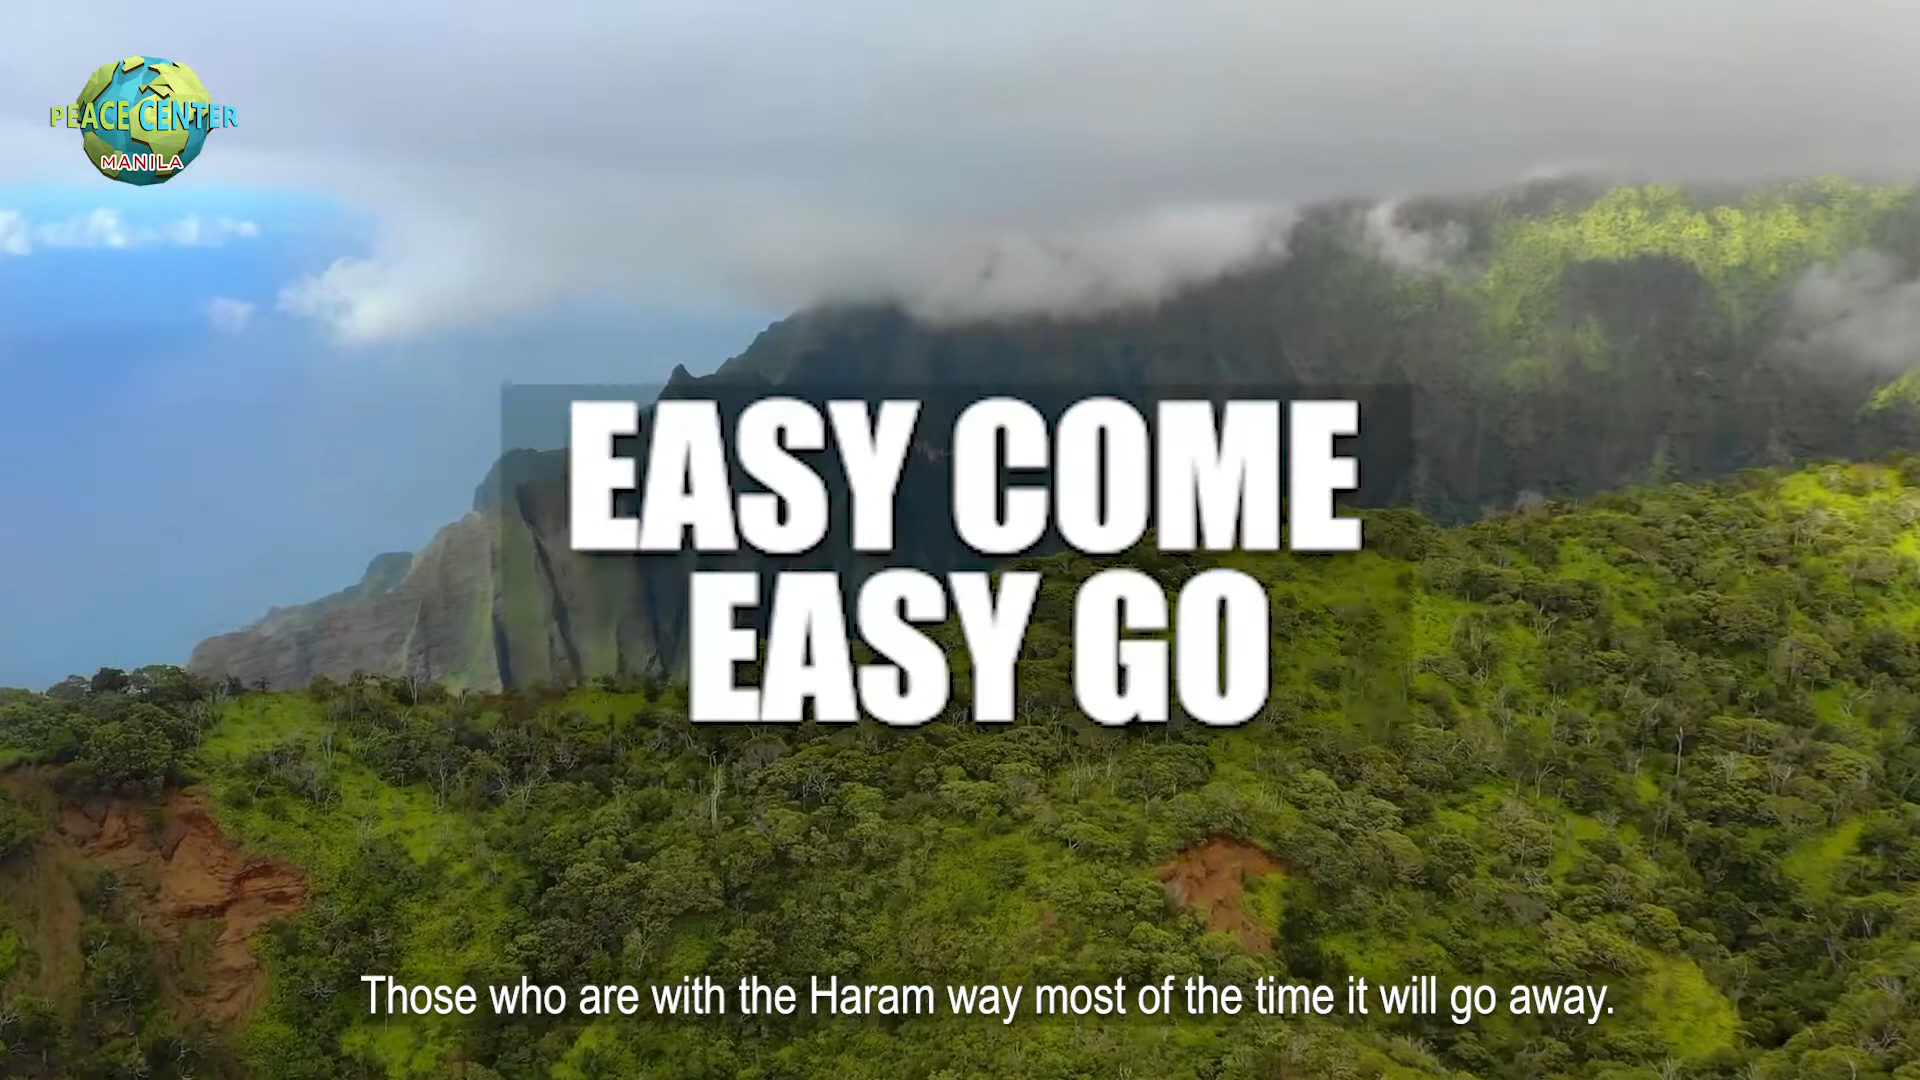 PEACE CENTER
MANILA
EASY COME
EASY GO
Those who are with the Haram way most of the time it will go away.